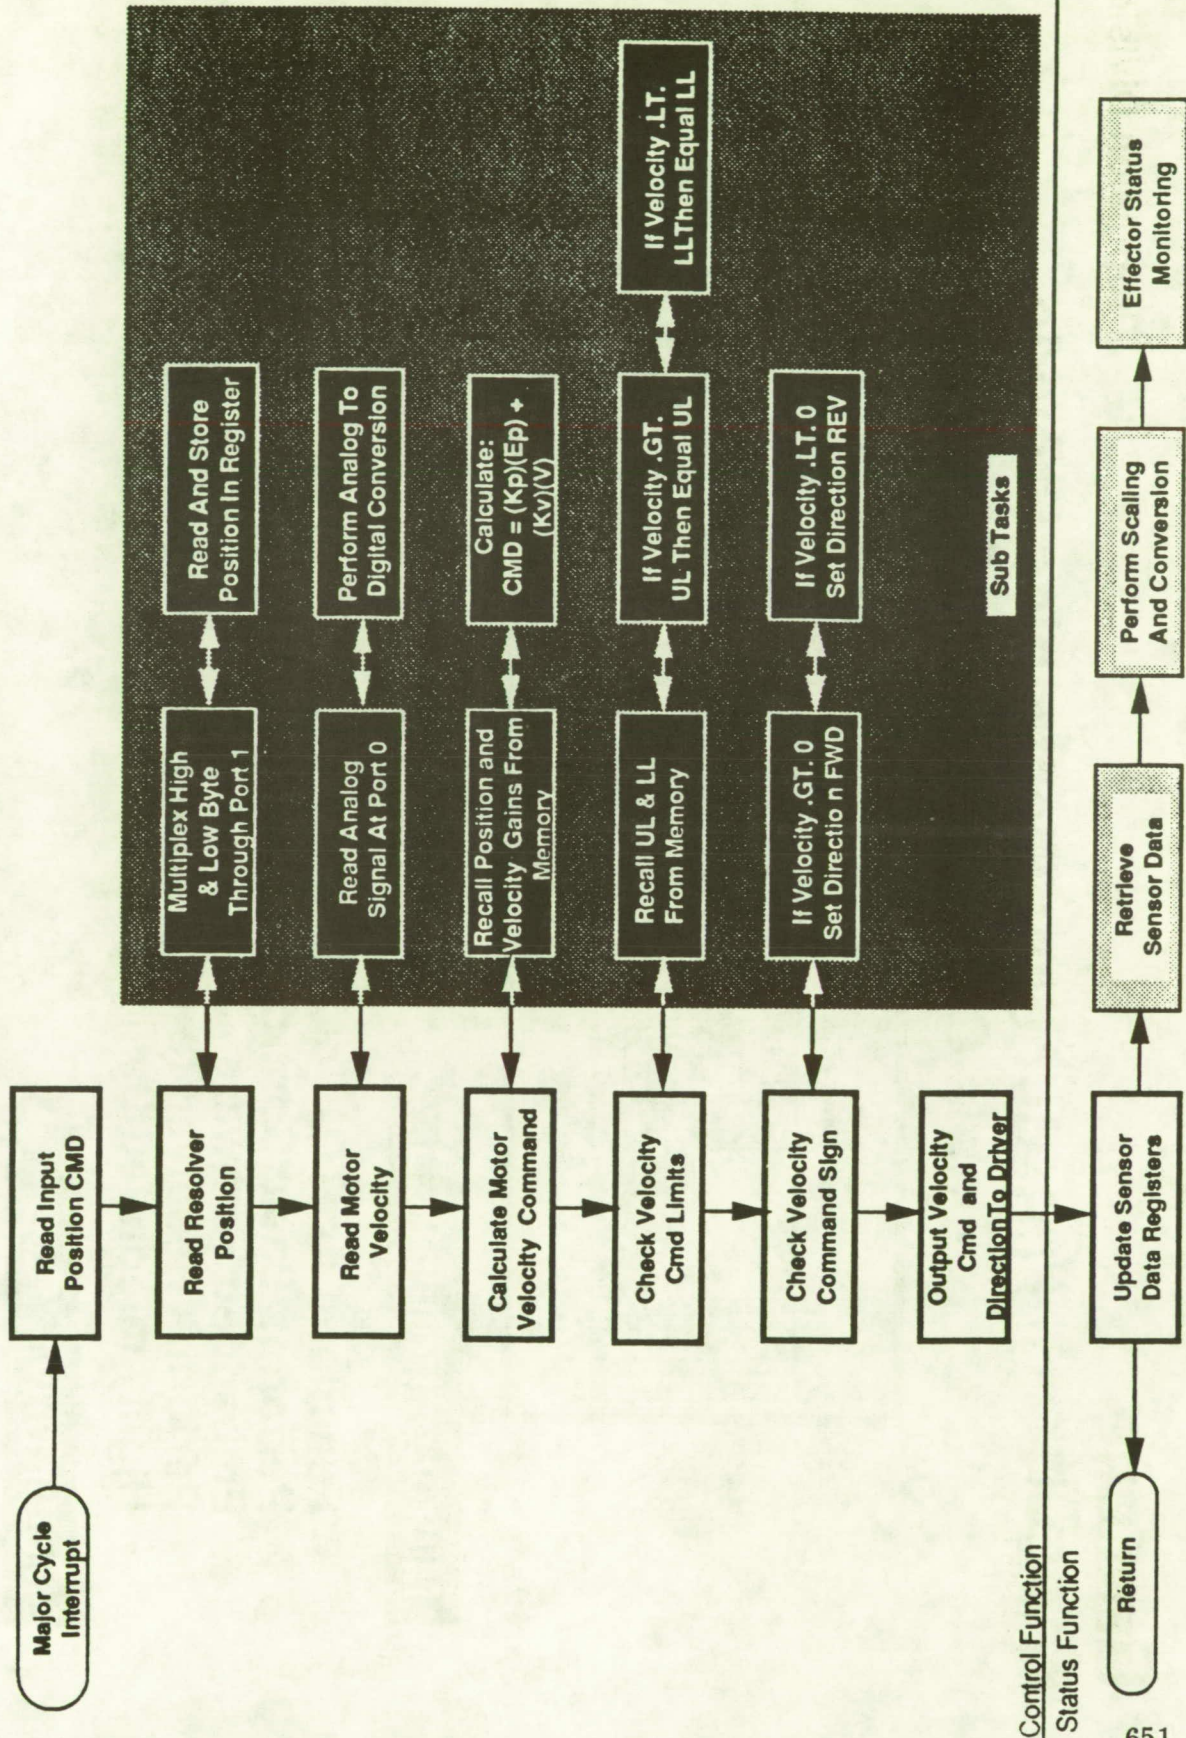 Major Cycle
Interrupt
Read Input
Position CMD
Read Resolver
Position
Multiplex High
& Low Byte
Through Port 1
Read And Store
Position In Register
Read Motor
Velocity
Read Analog
Signal At Port 0
Perform Analog To
Digital Conversion
Calculate Motor
Velocity Command
Recall Position and
Velocity Gains From
Memory
Calculate:
CMD = (Kp)(Ep) +
(Kv)(V)
Check Velocity
Cmd Limits
Recall UL & LL
From Memory
If Velocity .GT.
UL Then Equal UL
If Velocity .LT.
LLThen Equal LL
Check Velocity
Command Sign
If Velocity .GT. 0
Set Directio n FWD
If Velocity .LT. 0
Set Direction REV
Output Velocity
Cmd and
DirectionTo Driver
Sub Tasks
Control Function
Status Function
Return
Update Sensor
Data Registers
Retrieve
Sensor Data
Perform Scaling
And Conversion
Effector Status
Monitoring
651